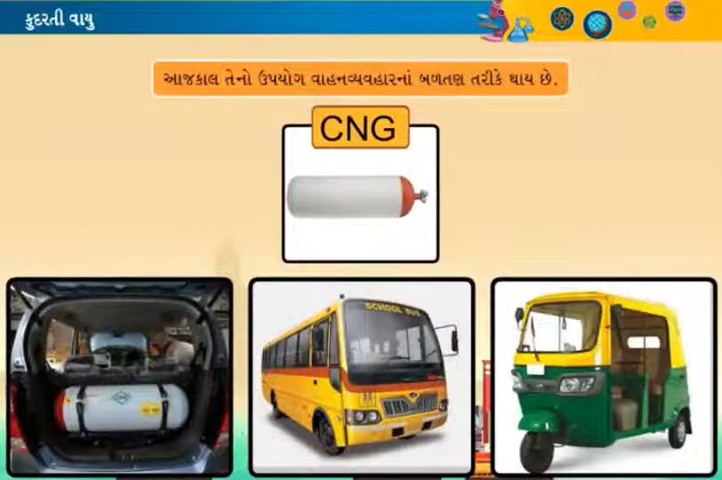 કુદરતી વાયુ
આજકાલ તેનો ઉપયોગ વાહનવ્યવહારનાં બળતણ તરીકે થાય છે.
CNG
SCHOOL BUS